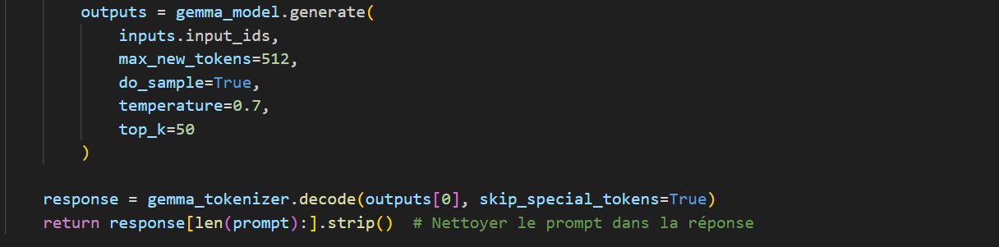 outputs = gemma_model.generate(
inputs.input_ids,
max_new_tokens=512,
do_sample=True,
temperature=0.7,
top_k=50
)
response = gemma_tokenizer.decode(outputs[0], skip_special_tokens=True)
return response[len(prompt):].strip()  # Nettoyer le prompt dans la réponse